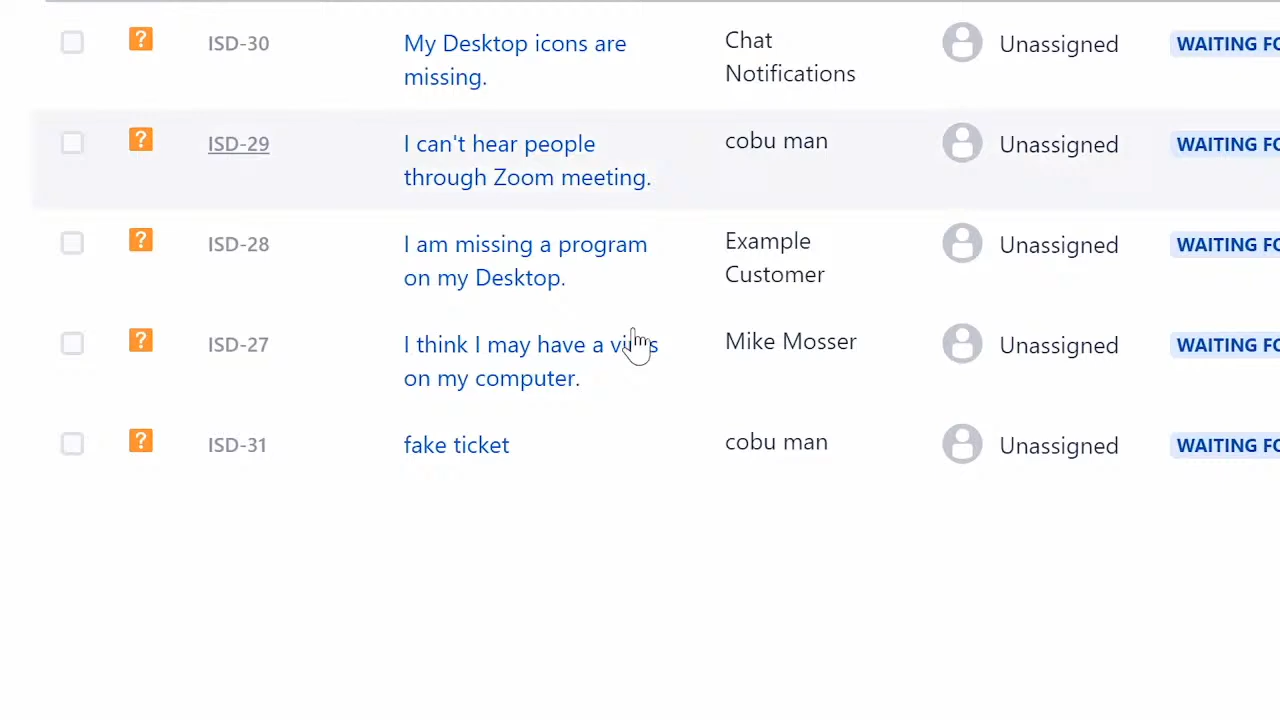 ISD-30
My Desktop icons are
missing.
Chat
Notifications
Unassigned
WAITING FO
ISD-29
I can't hear people
through Zoom meeting.
cobu man
Unassigned
WAITING FO
ISD-28
I am missing a program
on my Desktop.
Example
Customer
Unassigned
WAITING FO
ISD-27
I think I may have a virus
on my computer.
Mike Mosser
Unassigned
WAITING FO
ISD-31
fake ticket
cobu man
Unassigned
WAITING FO